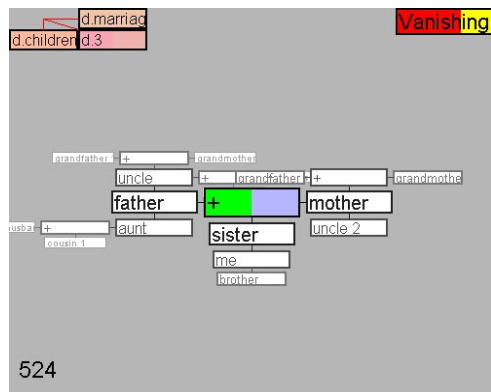 d.marriag
Vanishing
d.children d.3
grandfather + grandmother
uncle + grandfather + grandmothe
father + mother
husba + aunt sister uncle 2
cousin 1 me
brother
524